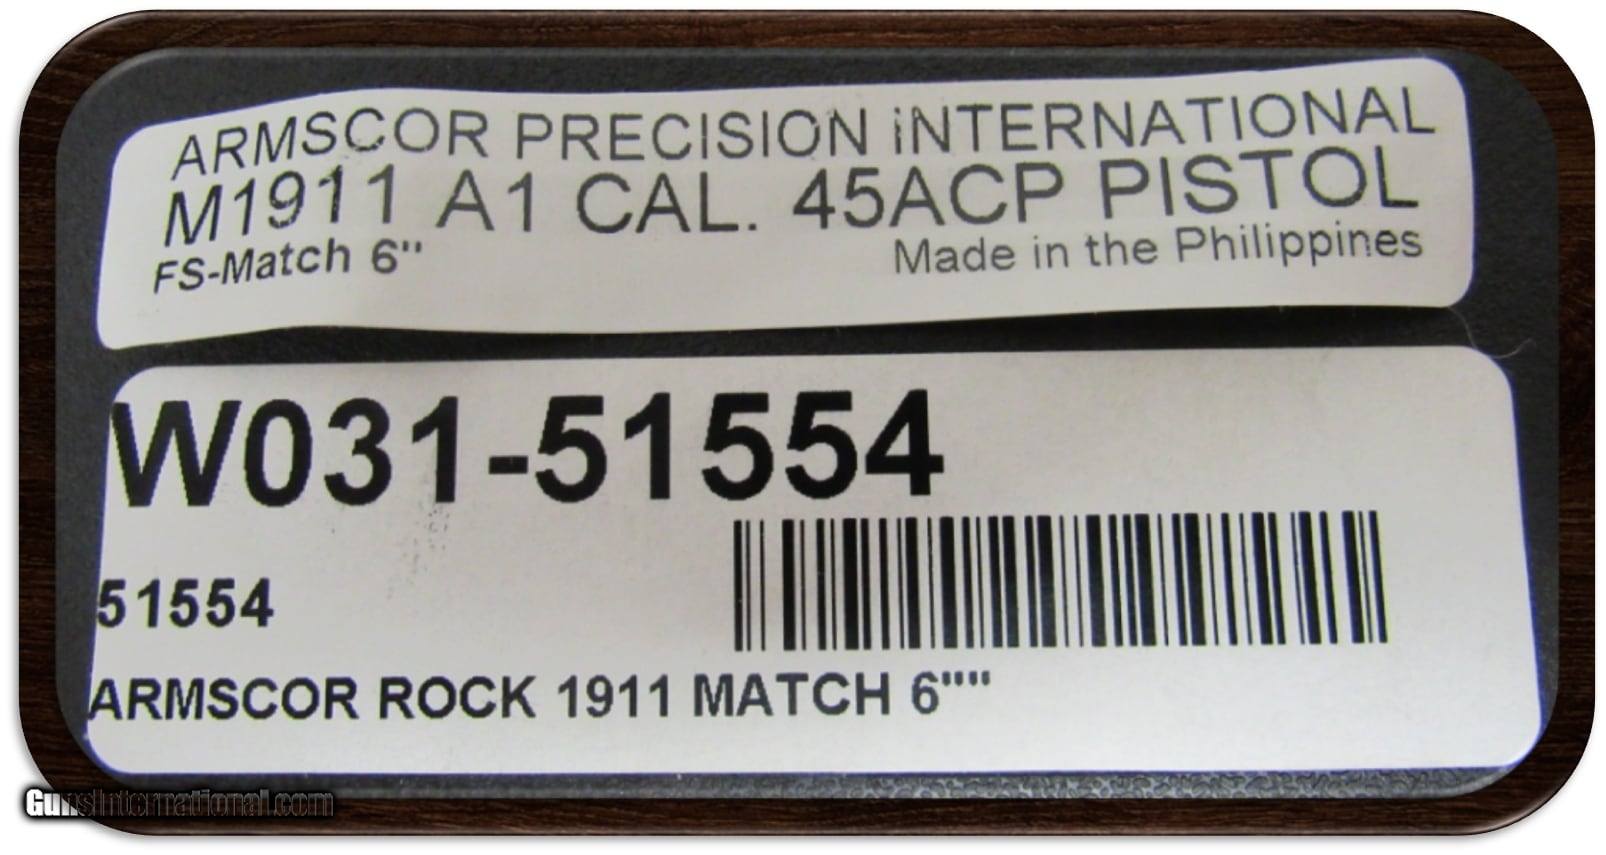 ARMSCOR PRECISION iNTERNATIONAL
M1911 A1 CAL. 45ACP PISTOL
FS-Match 6"
Made in the Philippines
W031-51554
51554
ARMSCOR ROCK 1911 MATCH 6""
GunsInternational.com